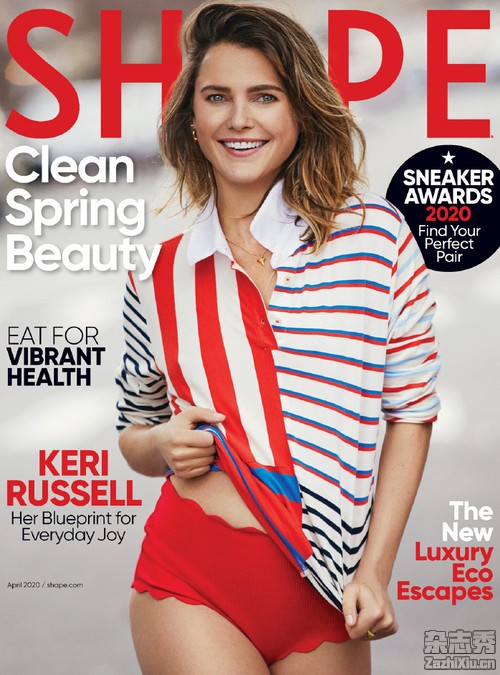 SHAPE
Clean
Spring
Beauty
★
SNEAKER
AWARDS
2020
Find Your
Perfect
Pair
EAT FOR
VIBRANT
HEALTH
KERI
RUSSELL
Her Blueprint for
Everyday Joy
The
New
Luxury
Eco
Escapes
April 2020 / shape.com
杂志秀
ZaZhiXiu.cn